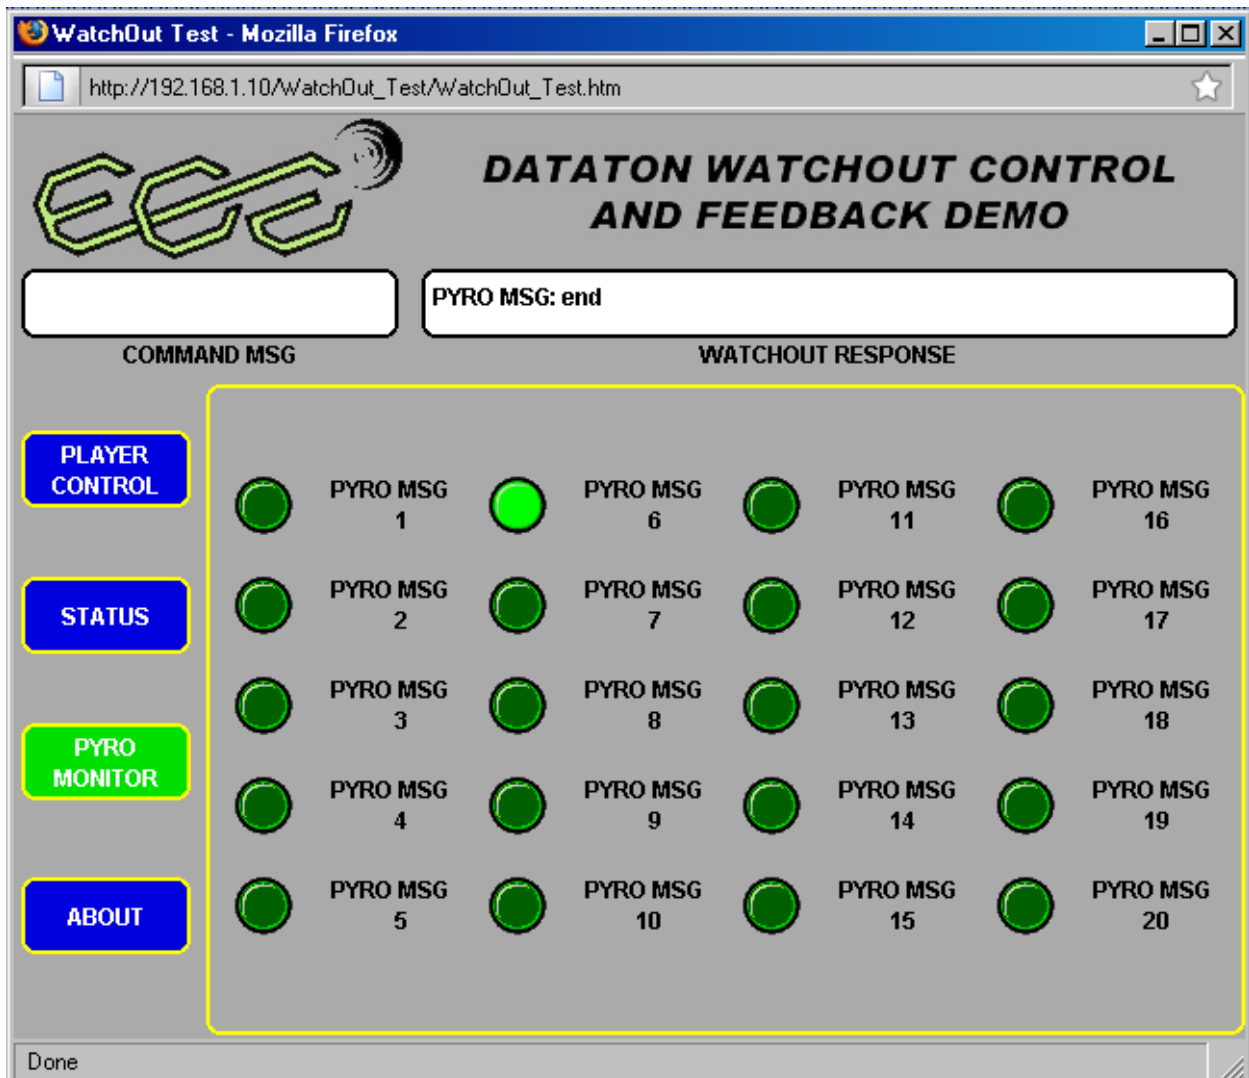 WatchOut Test - Mozilla Firefox
http://192.168.1.10/WatchOut_Test/WatchOut_Test.htm
ECS
DATATON WATCHOUT CONTROL
AND FEEDBACK DEMO
PYRO MSG: end
COMMAND MSG
WATCHOUT RESPONSE
PLAYER
CONTROL
STATUS
PYRO
MONITOR
ABOUT
PYRO MSG
1
PYRO MSG
6
PYRO MSG
11
PYRO MSG
16
PYRO MSG
2
PYRO MSG
7
PYRO MSG
12
PYRO MSG
17
PYRO MSG
3
PYRO MSG
8
PYRO MSG
13
PYRO MSG
18
PYRO MSG
4
PYRO MSG
9
PYRO MSG
14
PYRO MSG
19
PYRO MSG
5
PYRO MSG
10
PYRO MSG
15
PYRO MSG
20
Done